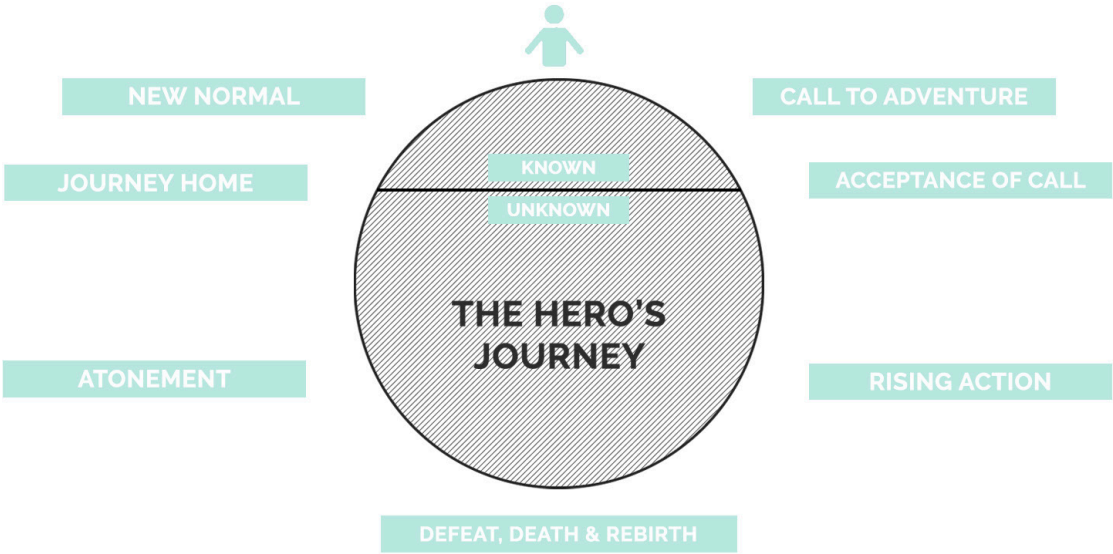 NEW NORMAL
CALL TO ADVENTURE
JOURNEY HOME
ACCEPTANCE OF CALL
KNOWN
UNKNOWN
THE HERO'S
JOURNEY
ATONEMENT
RISING ACTION
DEFEAT, DEATH & REBIRTH